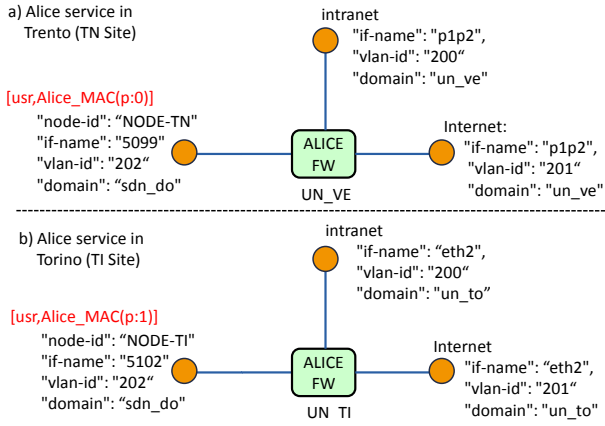 a) Alice service in
Trento (TN Site)
intranet
"if-name": "p1p2",
"vlan-id": "200“
"domain": "un_ve"
[usr,Alice_MAC(p:0)]
"node-id": “NODE-TN"
"if-name": "5099”
"vlan-id": "202“
"domain": “sdn_do"
ALICE
FW
UN_VE
Internet:
"if-name": "p1p2",
"vlan-id": "201“
"domain": "un_ve"
b) Alice service in
Torino (TI Site)
intranet
"if-name": “eth2",
"vlan-id": "200“
"domain": "un_to”
[usr,Alice_MAC(p:1)]
"node-id": “NODE-TI"
"if-name": "5102”
"vlan-id": "202“
"domain": “sdn_do"
ALICE
FW
UN_TI
Internet
"if-name": “eth2",
"vlan-id": "201“
"domain": "un_to"